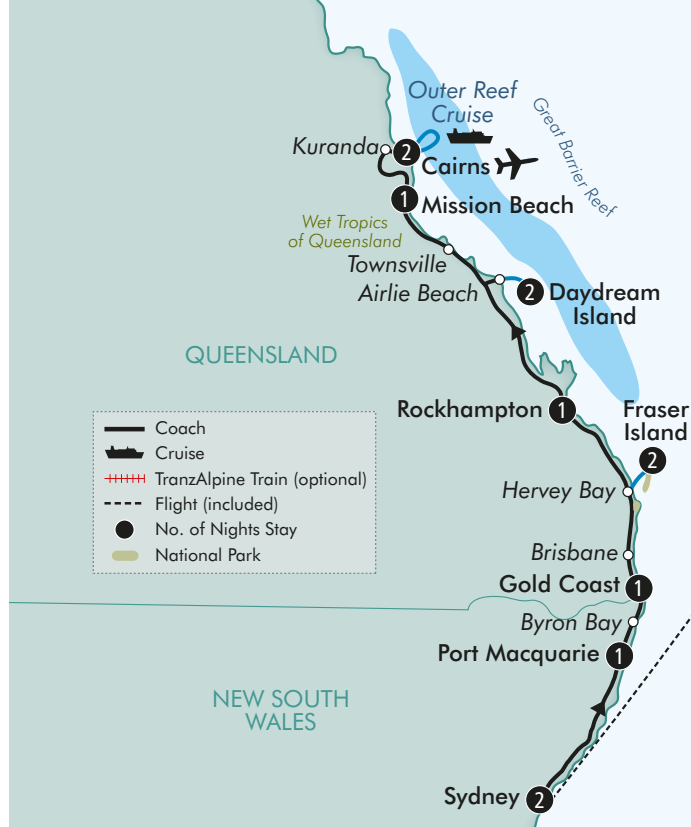 Outer Reef
Cruise
Great Barrier Reef
Kuranda
2
Cairns
1
Mission Beach
Wet Tropics
of Queensland
Townsville
Airlie Beach
2
Daydream
Island
QUEENSLAND
Rockhampton
1
Fraser
Island
2
Coach
Cruise
TranzAlpine Train (optional)
Flight (included)
No. of Nights Stay
National Park
Hervey Bay
Brisbane
Gold Coast
1
Byron Bay
Port Macquarie
1
NEW SOUTH
WALES
Sydney
2